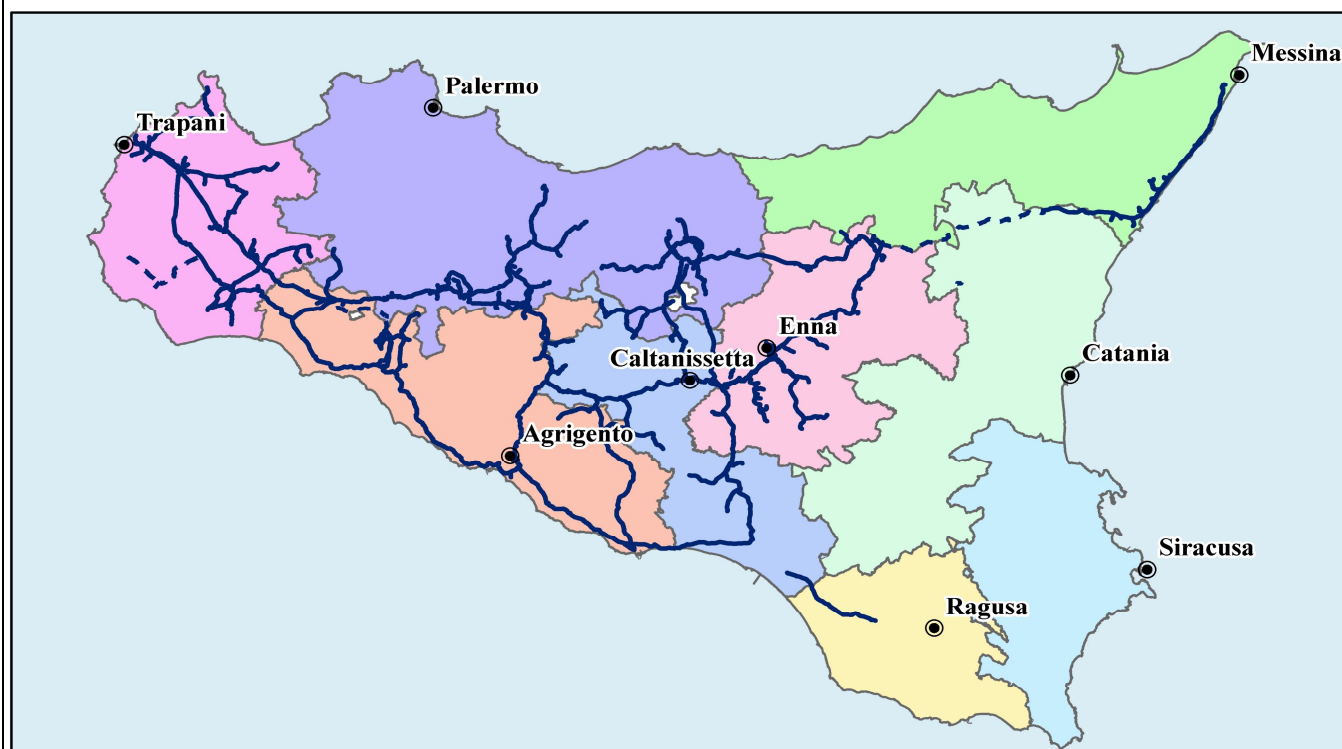 Messina
Palermo
Trapani
Enna
Caltanissetta
Catania
Agrigento
Siracusa
Ragusa